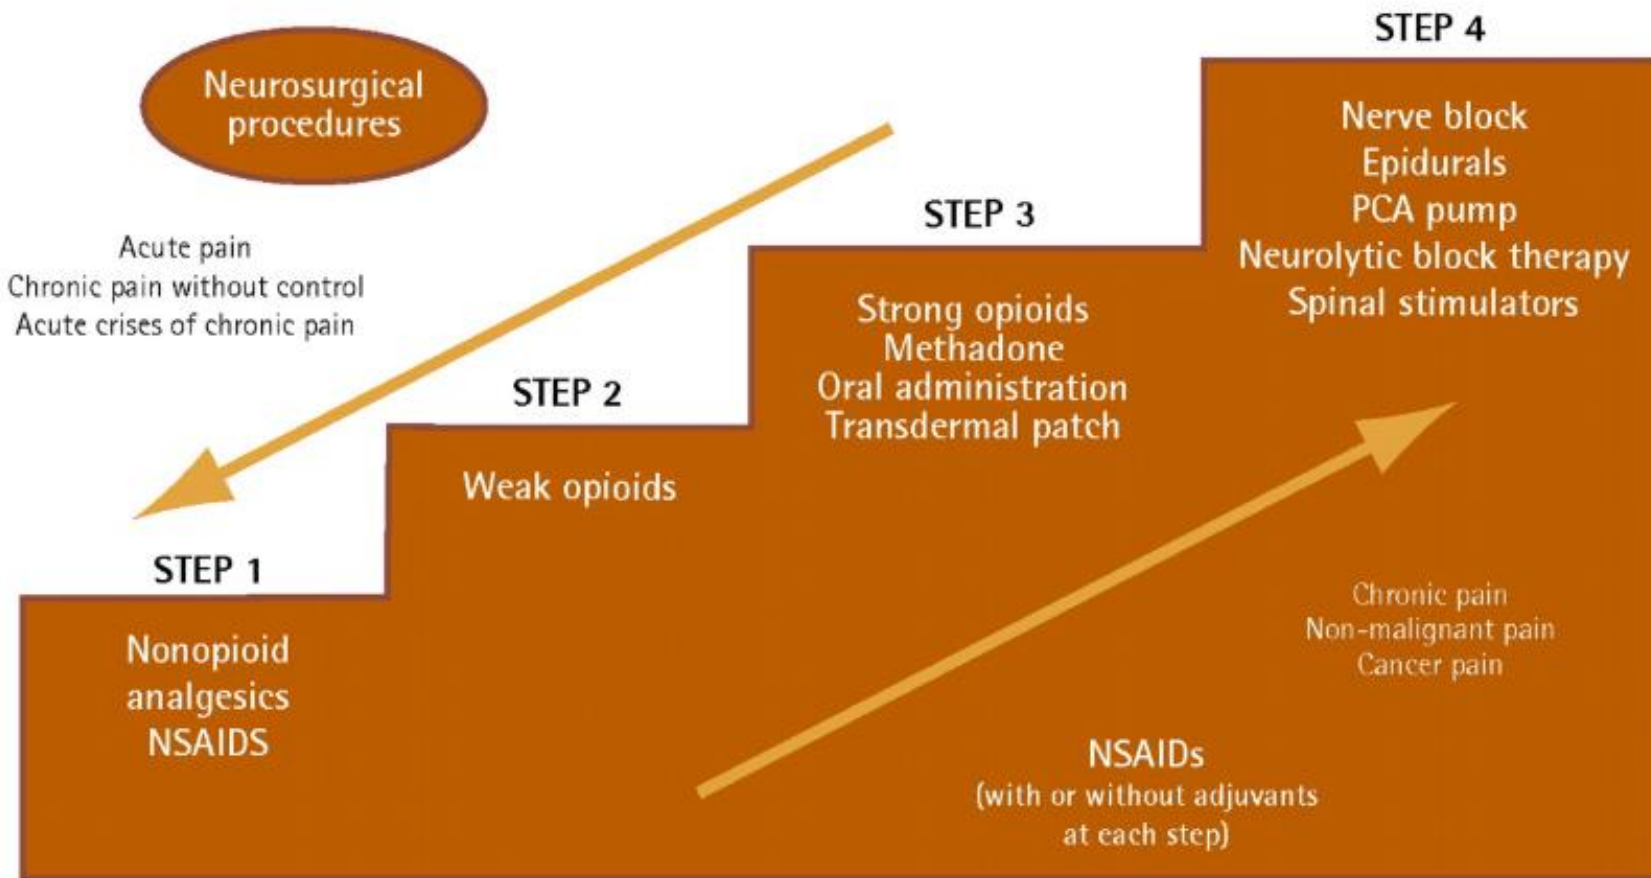 Neurosurgical
procedures
Acute pain
Chronic pain without control
Acute crises of chronic pain
STEP 1
Nonopioid
analgesics
NSAIDS
STEP 2
Weak opioids
STEP 3
Strong opioids
Methadone
Oral administration
Transdermal patch
STEP 4
Nerve block
Epidurals
PCA pump
Neurolytic block therapy
Spinal stimulators
Chronic pain
Non-malignant pain
Cancer pain
NSAIDs
(with or without adjuvants
at each step)